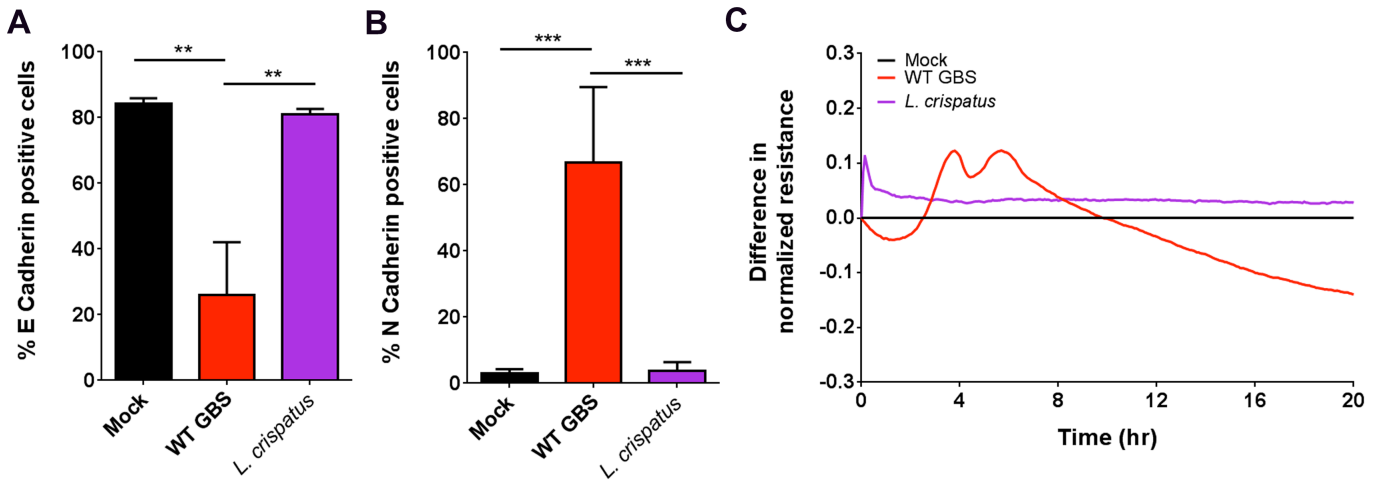 A
% E Cadherin positive cells
100
80
60
40
20
0
**
**
Mock
WT GBS
L. crispatus
B
% N Cadherin positive cells
100
80
60
40
20
0
***
***
Mock
WT GBS
L. crispatus
C
Difference in
normalized resistance
0.3
0.2
0.1
0.0
-0.1
-0.2
-0.3
Mock
WT GBS
L. crispatus
0
4
8
12
16
20
Time (hr)